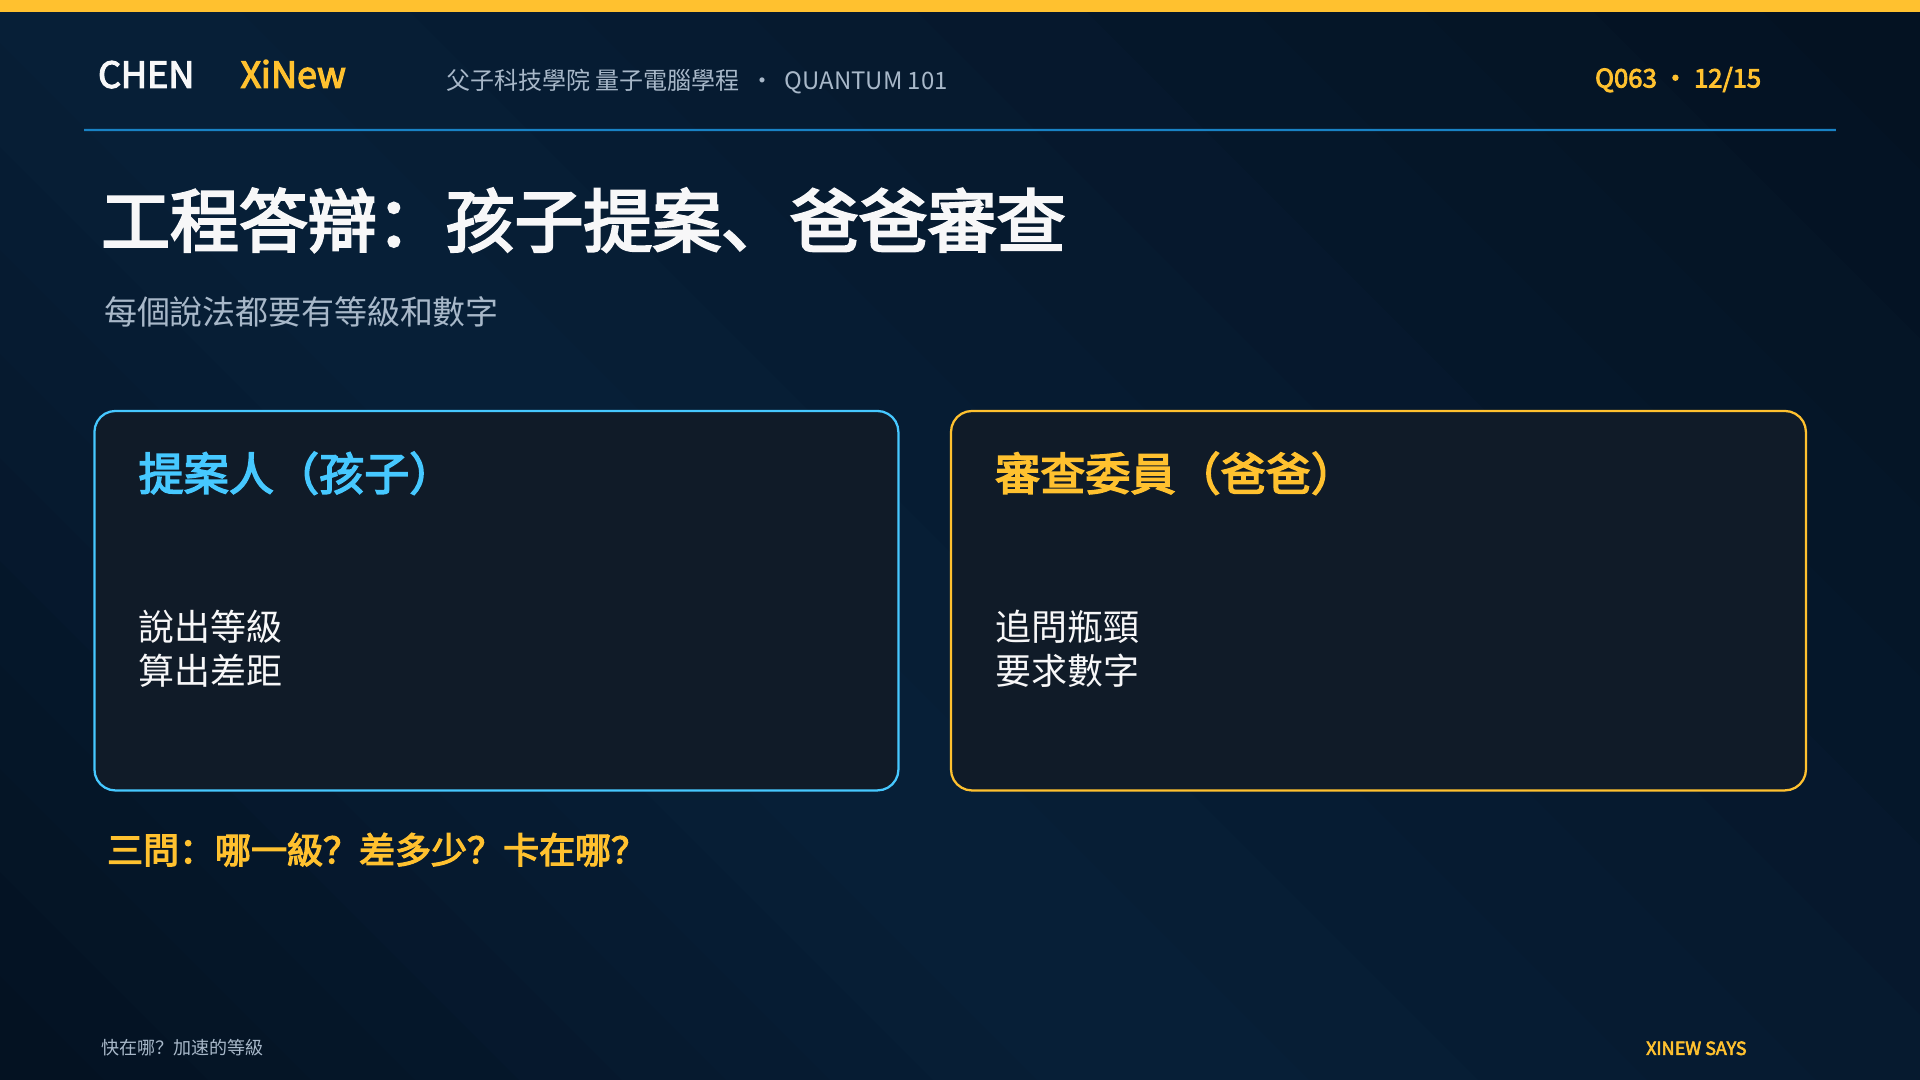 CHEN XiNew 父子科技學院 量子電腦學程 • QUANTUM 101 Q063 • 12/15
工程答辯：孩子提案、爸爸審查
每個說法都要有等級和數字
提案人（孩子）
說出等級
算出差距
審查委員（爸爸）
追問瓶頸
要求數字
三問：哪一級？差多少？卡在哪？
快在哪？加速的等級
XINEW SAYS